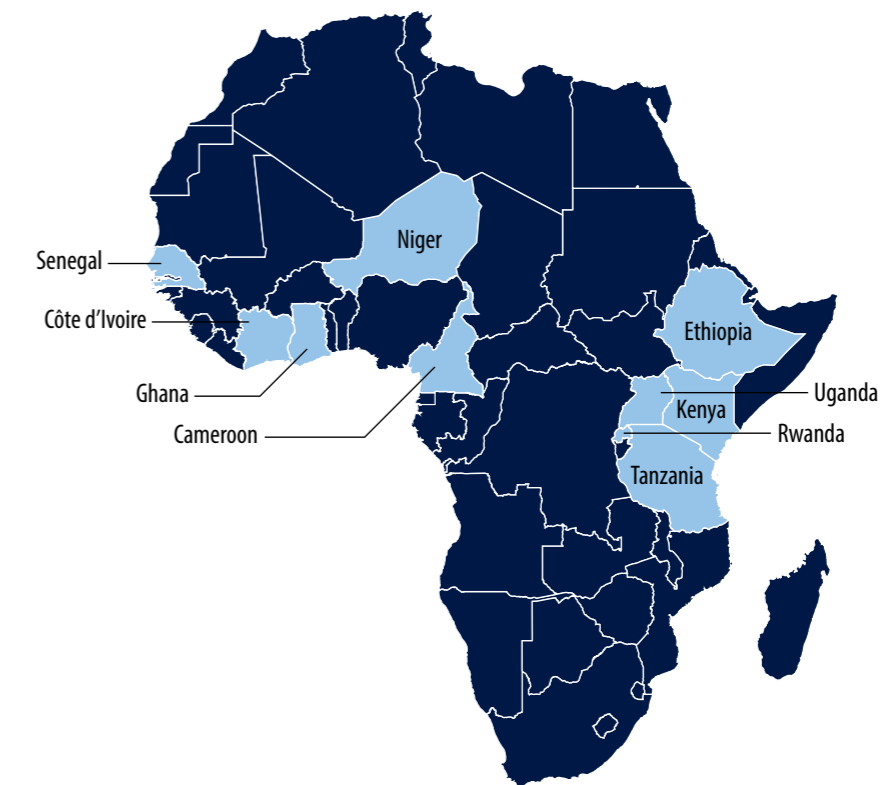 Niger
Senegal
Côte d’Ivoire
Ethiopia
Ghana
Uganda
Kenya
Cameroon
Rwanda
Tanzania